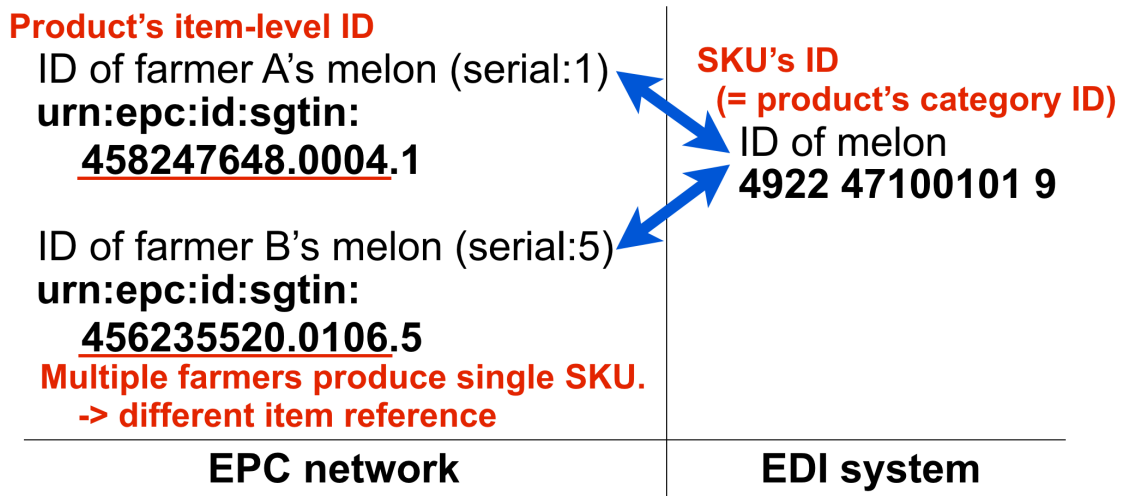 Product’s item-level ID
ID of farmer A’s melon (serial:1)
urn:epc:id:sgtin:
458247648.0004.1
ID of farmer B’s melon (serial:5)
urn:epc:id:sgtin:
456235520.0106.5
Multiple farmers produce single SKU.
-> different item reference
EPC network
SKU’s ID
(= product’s category ID)
ID of melon
4922 47100101 9
EDI system